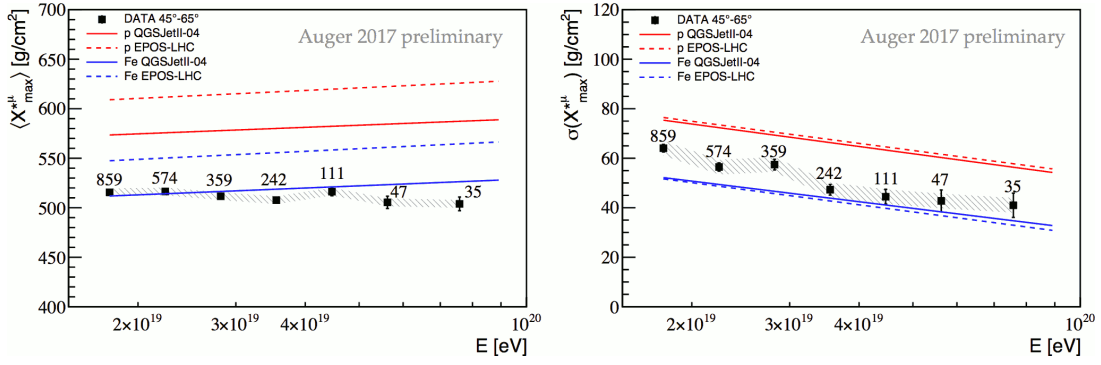 DATA 45°-65°
p QGSJetII-04
p EPOS-LHC
Fe QGSJetII-04
Fe EPOS-LHC
Auger 2017 preliminary
⟨X*μmax⟩ [g/cm²]
700
650
600
550
500
450
400
859 574 359 242 111 47 35
2×10¹⁹ 3×10¹⁹ 4×10¹⁹ 10²⁰
E [eV]
DATA 45°-65°
p QGSJetII-04
p EPOS-LHC
Fe QGSJetII-04
Fe EPOS-LHC
Auger 2017 preliminary
σ(X*μmax) [g/cm²]
120
100
80
60
40
20
0
859 574 359 242 111 47 35
2×10¹⁹ 3×10¹⁹ 4×10¹⁹ 10²⁰
E [eV]